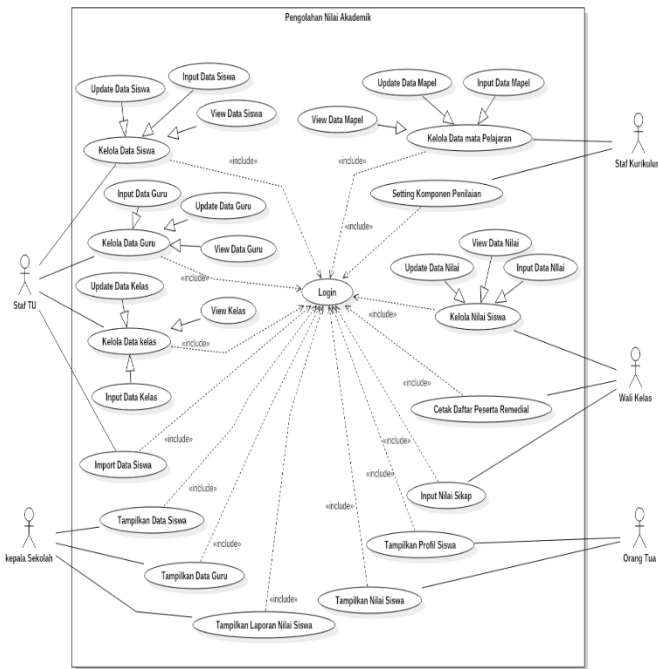 Pengolahan Nilai Akademik
Input Data Siswa
Update Data Siswa
View Data Siswa
Kelola Data Siswa
«include»
Update Data Mapel
Input Data Mapel
View Data Mapel
Kelola Data mata Pelajaran
«include»
Staf Kurikulum
Setting Komponen Penilaian
«include»
Input Data Guru
Update Data Guru
View Data Guru
Kelola Data Guru
«include»
Staf TU
Login
View Data Nilai
Update Data Nilai
Input Data NIlai
Kelola Nilai Siswa
«include»
Update Data Kelas
View Kelas
Kelola Data kelas
«include»
Input Data Kelas
Wali Kelas
«include»
Cetak Daftar Peserta Remedial
«include»
Import Data Siswa
«include»
Input Nilai Sikap
«include»
Tampilkan Data Siswa
«include»
kepala Sekolah
Tampilkan Profil Siswa
«include»
Orang Tua
Tampilkan Data Guru
«include»
Tampilkan Nilai Siswa
«include»
Tampilkan Laporan Nilai Siswa